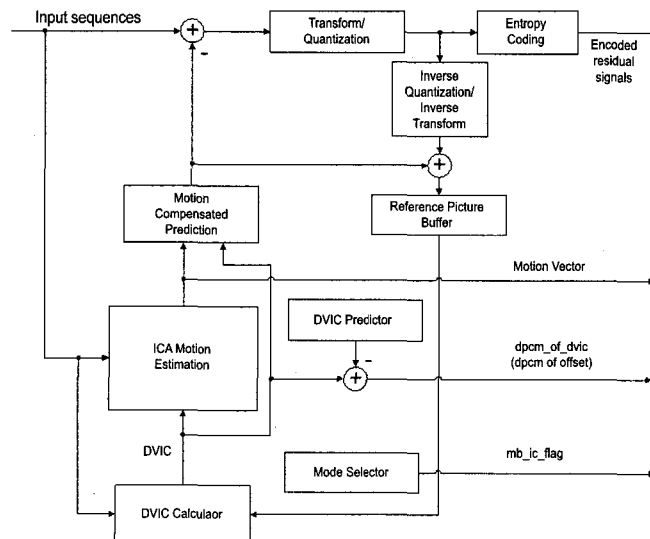 Input sequences
Transform/
Quantization
Entropy
Coding
Encoded
residual
signals
-
Inverse
Quantization/
Inverse
Transform
Motion
Compensated
Prediction
Reference Picture
Buffer
Motion Vector
DVIC Predictor
ICA Motion
Estimation
-
dpcm_of_dvic
(dpcm of offset)
DVIC
Mode Selector
mb_ic_flag
DVIC Calculaor